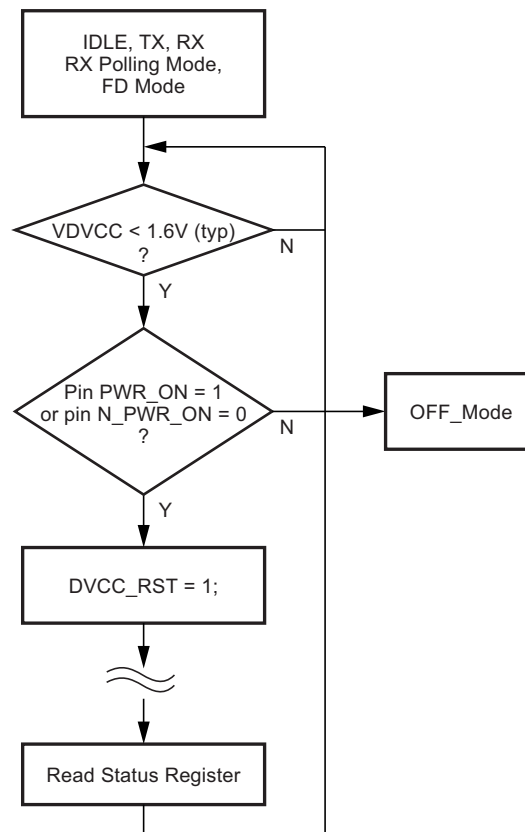 IDLE, TX, RX
RX Polling Mode,
FD Mode
VDVCC < 1.6V (typ)
?
N
Y
Pin PWR_ON = 1
or pin N_PWR_ON = 0
?
N
OFF_Mode
Y
DVCC_RST = 1;
Read Status Register